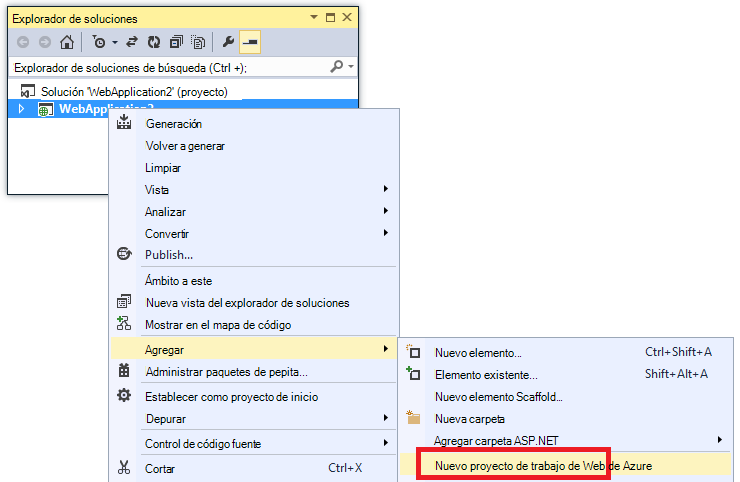 Explorador de soluciones
Explorador de soluciones de búsqueda (Ctrl +);
Solución 'WebApplication2' (proyecto)
WebApplication2
Generación
Volver a generar
Limpiar
Vista
Analizar
Convertir
Publish...
Ámbito a este
Nueva vista del explorador de soluciones
Mostrar en el mapa de código
Agregar
Administrar paquetes de pepita...
Establecer como proyecto de inicio
Depurar
Control de código fuente
Cortar Ctrl+X
Nuevo elemento... Ctrl+Shift+A
Elemento existente... Shift+Alt+A
Nuevo elemento Scaffold...
Nueva carpeta
Agregar carpeta ASP.NET
Nuevo proyecto de trabajo de Web de Azure